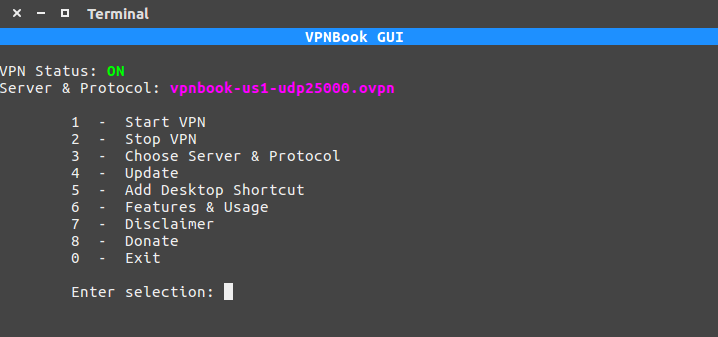 Terminal
VPNBook GUI
VPN Status: ON
Server & Protocol: vpnbook-us1-udp25000.ovpn
1 - Start VPN
2 - Stop VPN
3 - Choose Server & Protocol
4 - Update
5 - Add Desktop Shortcut
6 - Features & Usage
7 - Disclaimer
8 - Donate
0 - Exit
Enter selection: